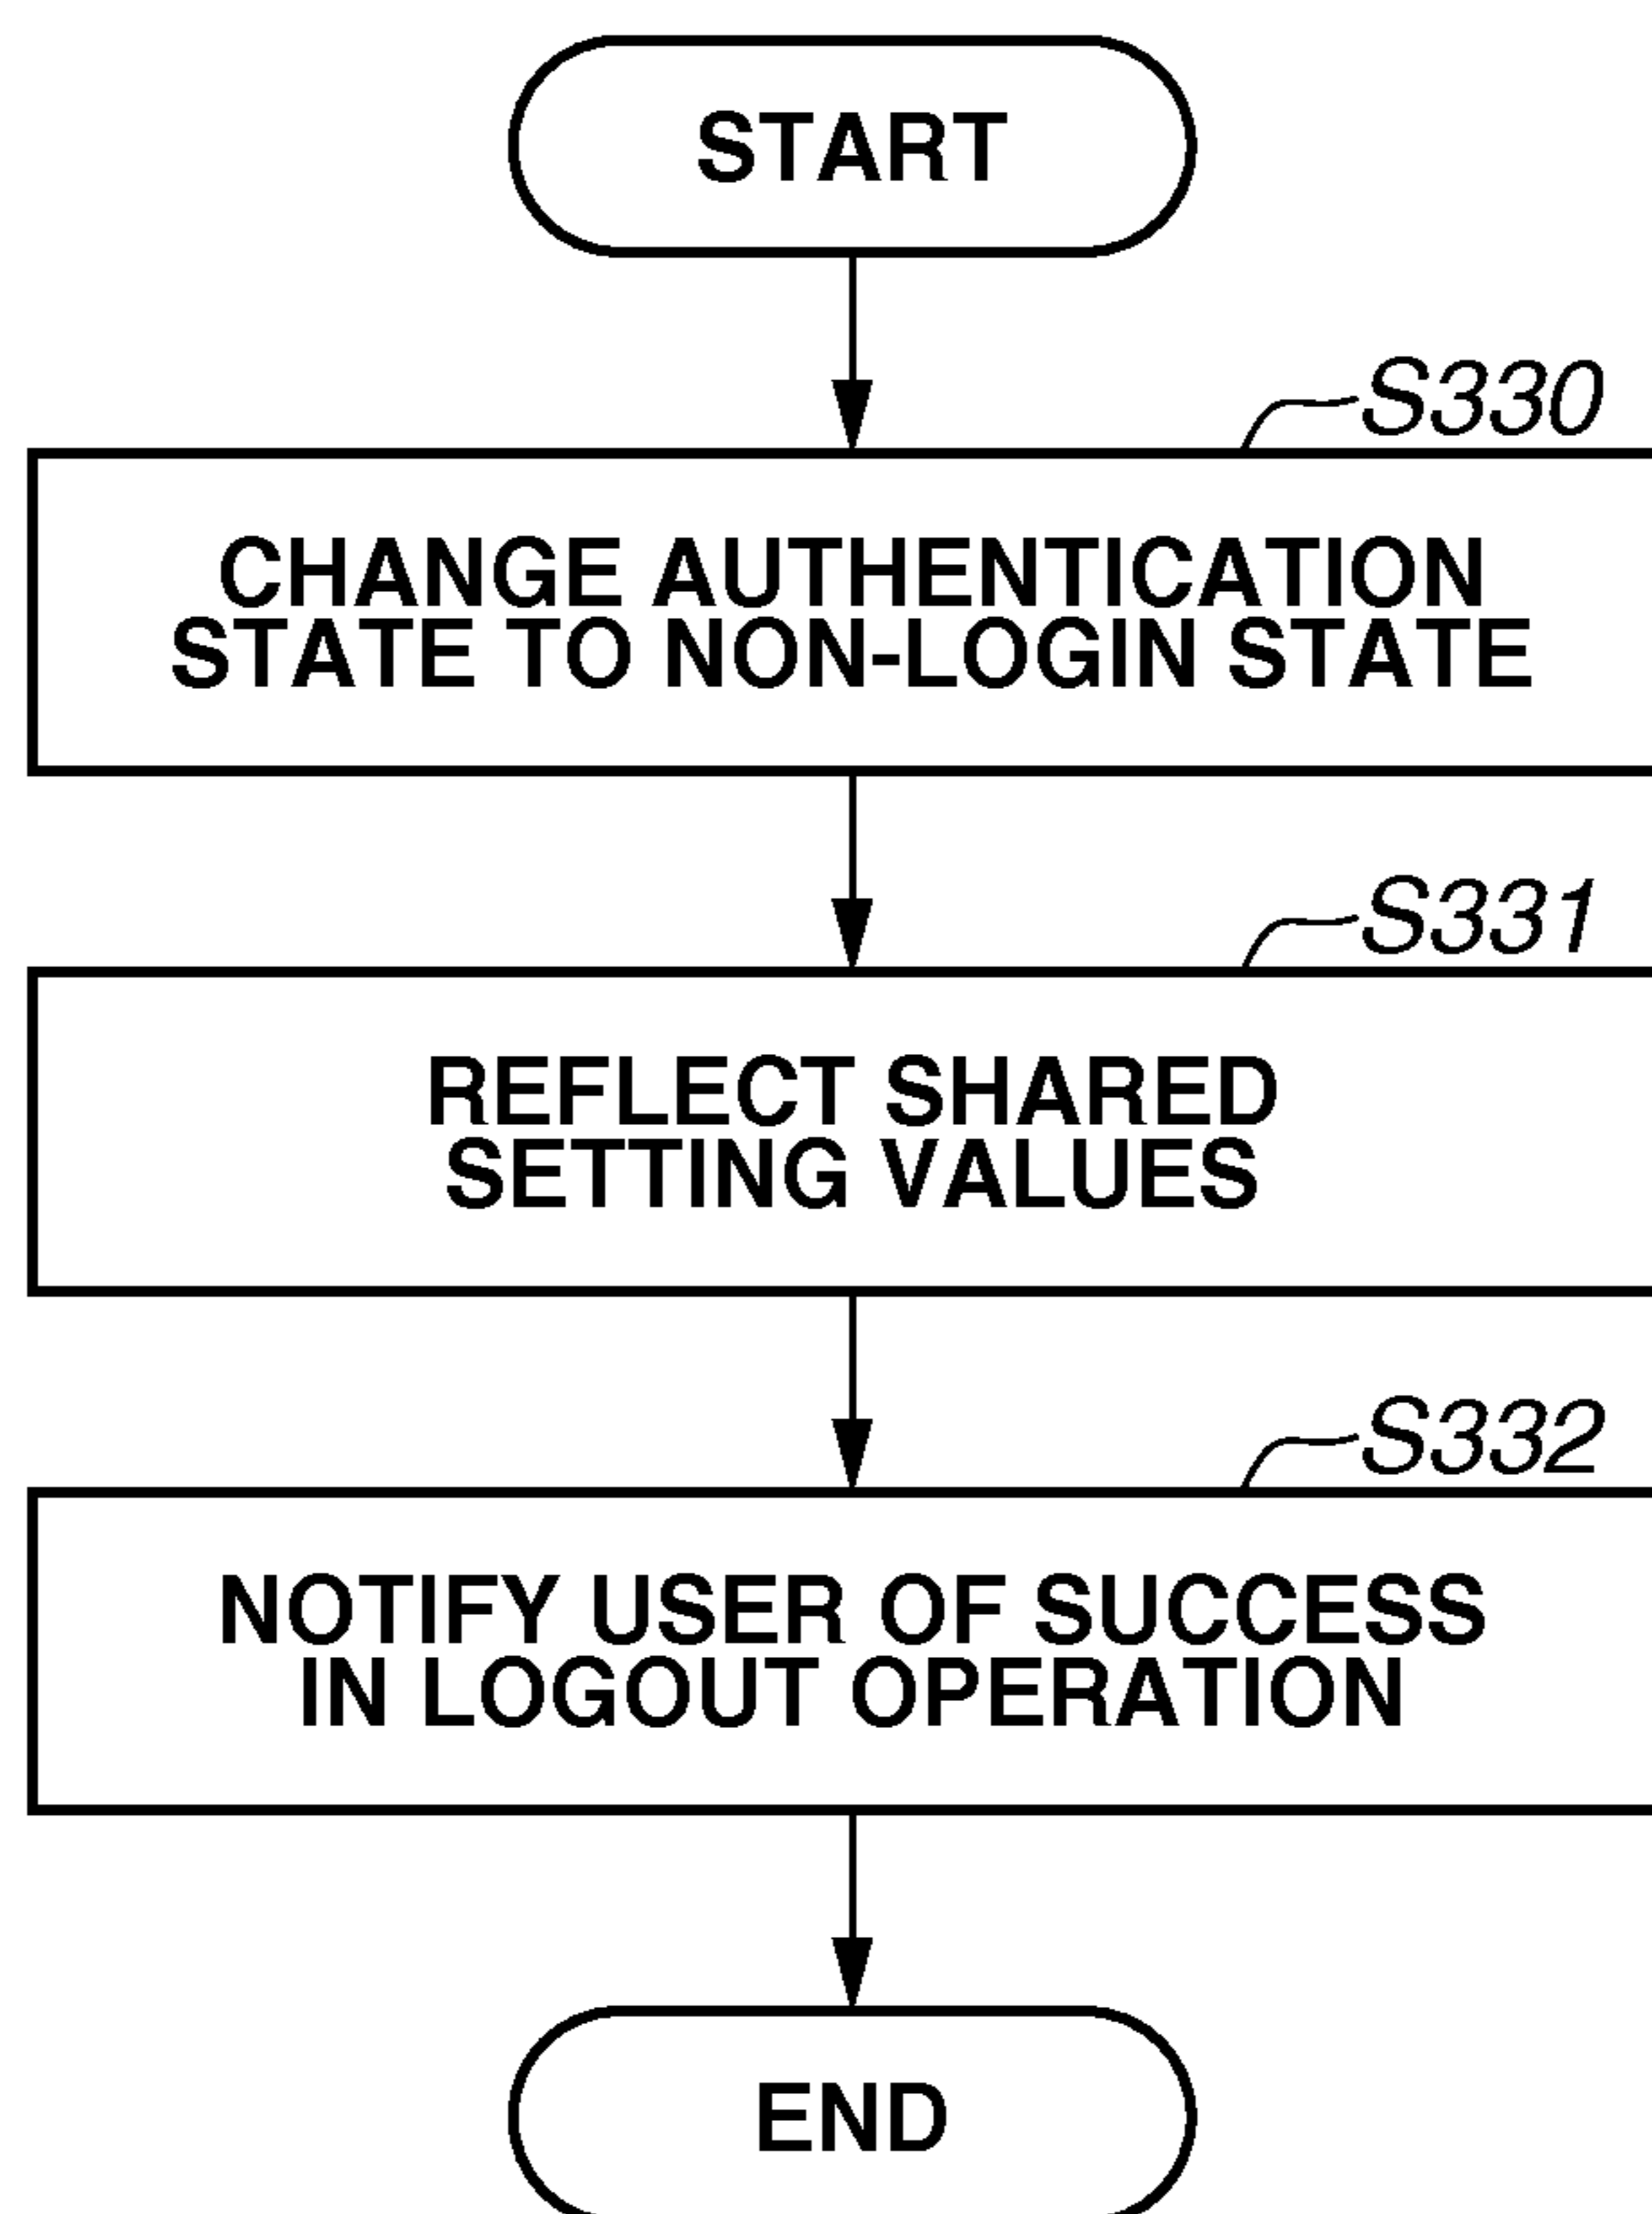 START
S330
CHANGE AUTHENTICATION
STATE TO NON-LOGIN STATE
S331
REFLECT SHARED
SETTING VALUES
S332
NOTIFY USER OF SUCCESS
IN LOGOUT OPERATION
END